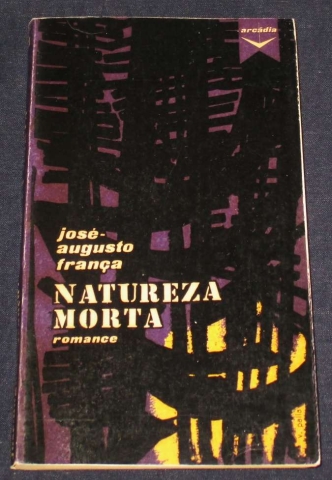 arcádia
josé-
augusto
frança
NATUREZA
MORTA
romance